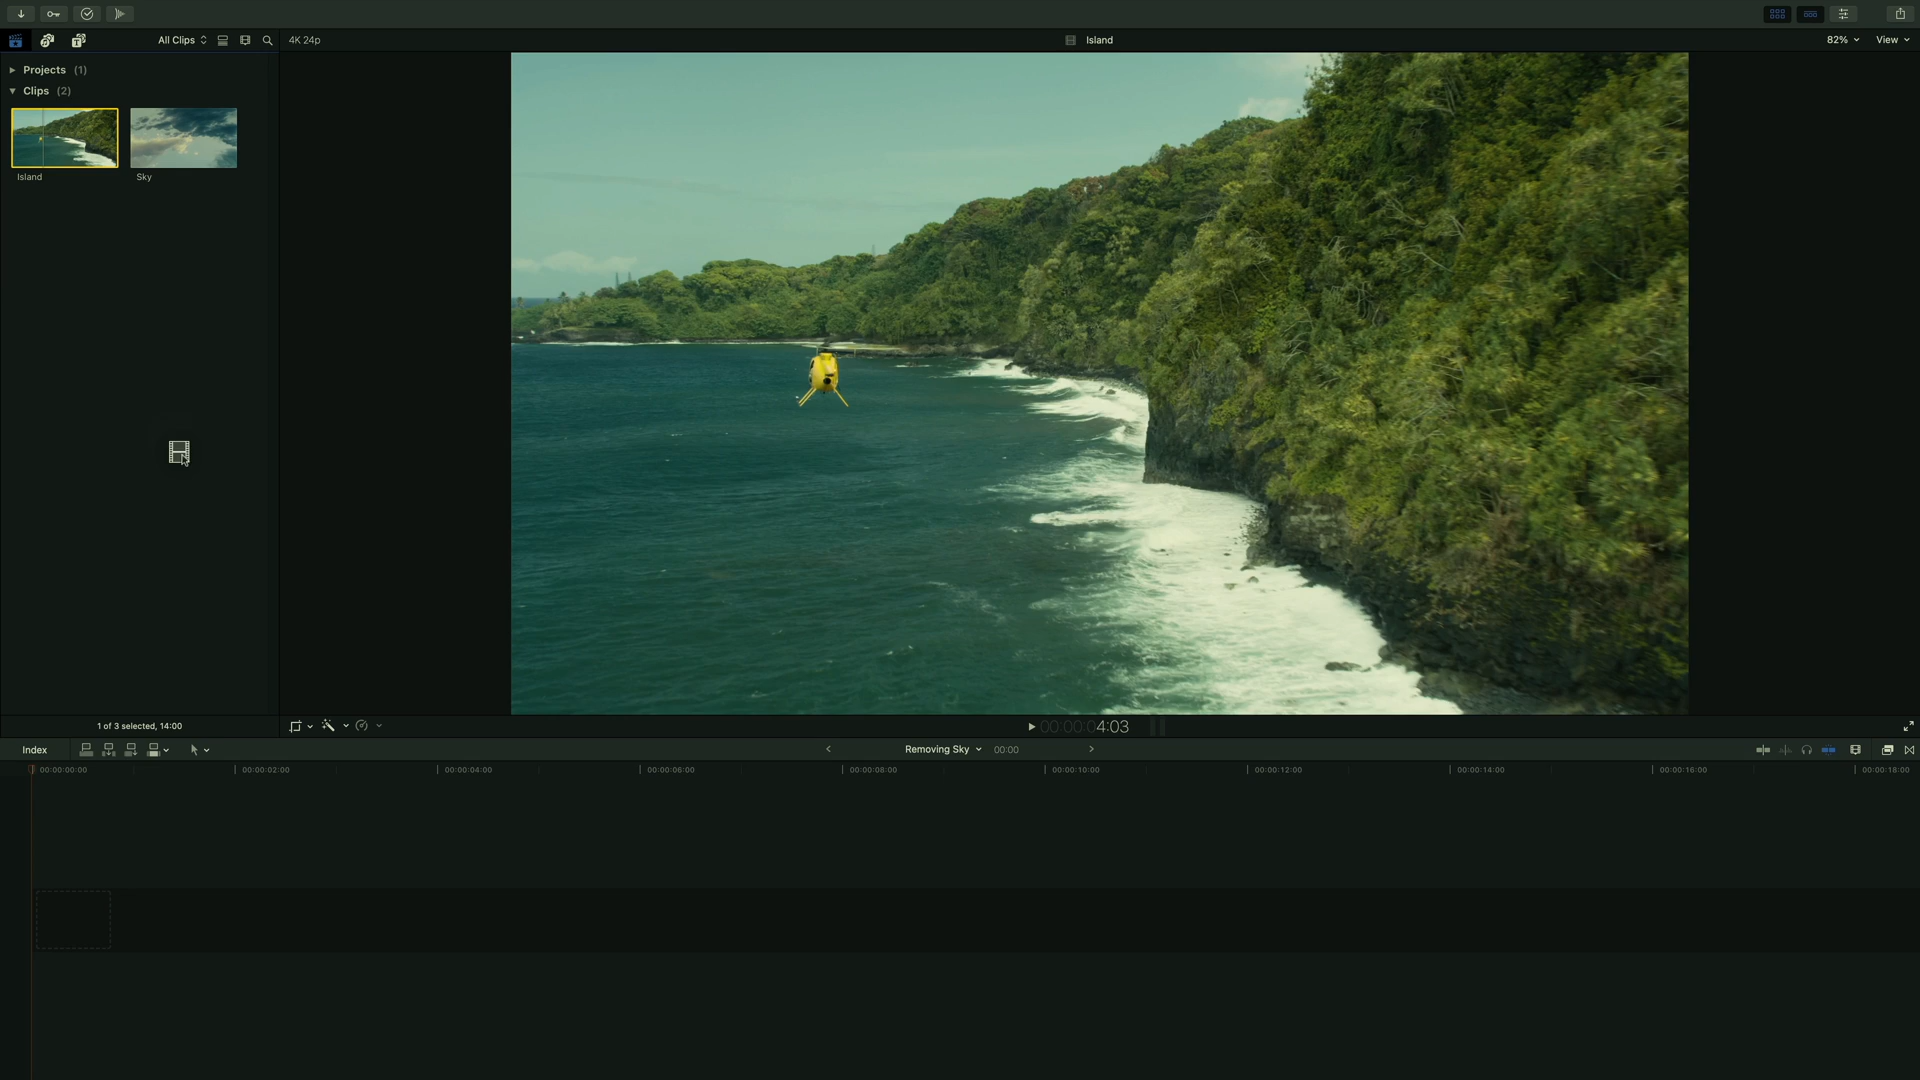 All Clips
4K 24p
Island
82%
View
Projects (1)
Clips (2)
Island
Sky
1 of 3 selected, 14:00
00:00:04:03
Index
Removing Sky
00:00
00:00:00:00
00:00:02:00
00:00:04:00
00:00:06:00
00:00:08:00
00:00:10:00
00:00:12:00
00:00:14:00
00:00:16:00
00:00:18:00